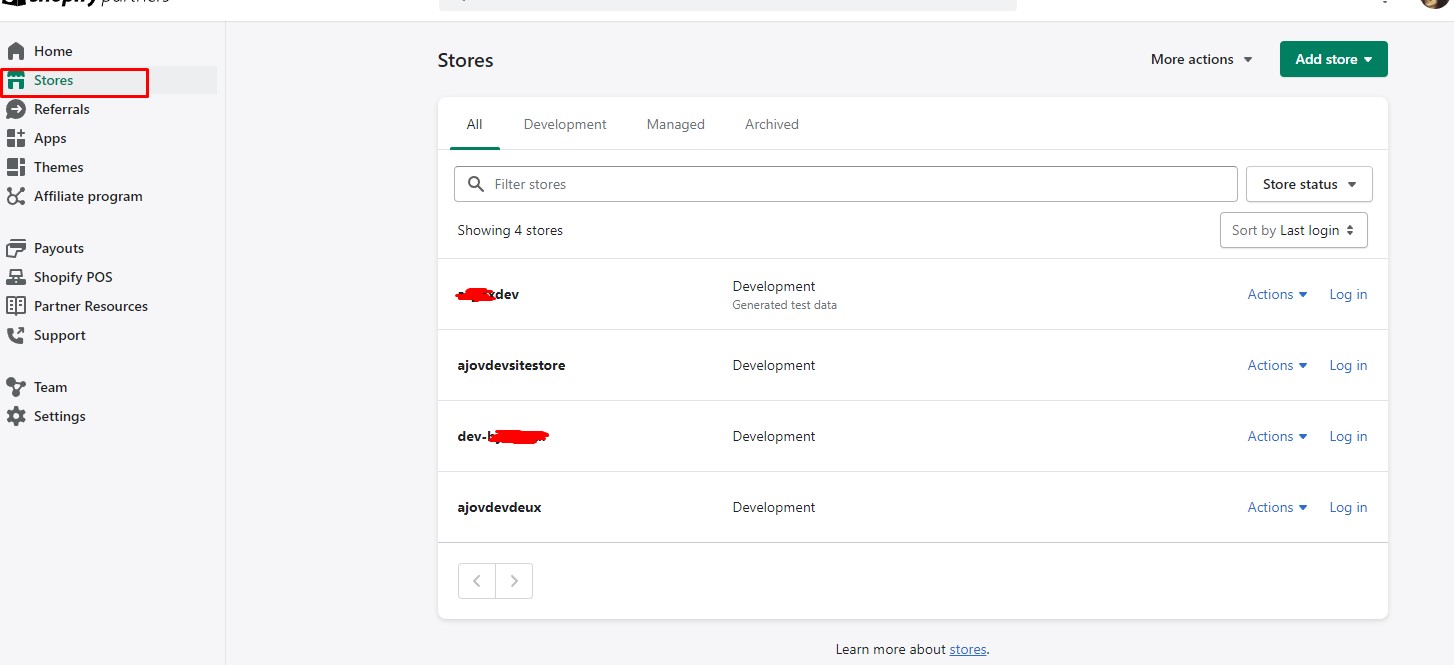 shopify partners
Home
Stores
Referrals
Apps
Themes
Affiliate program
Payouts
Shopify POS
Partner Resources
Support
Team
Settings
Stores
More actions
Add store
All Development Managed Archived
Filter stores
Store status
Showing 4 stores
Sort by Last login
dev
Development
Generated test data
Actions Log in
ajovdevsitestore Development Actions Log in
dev- Development Actions Log in
ajovdevdeux Development Actions Log in
Learn more about stores.